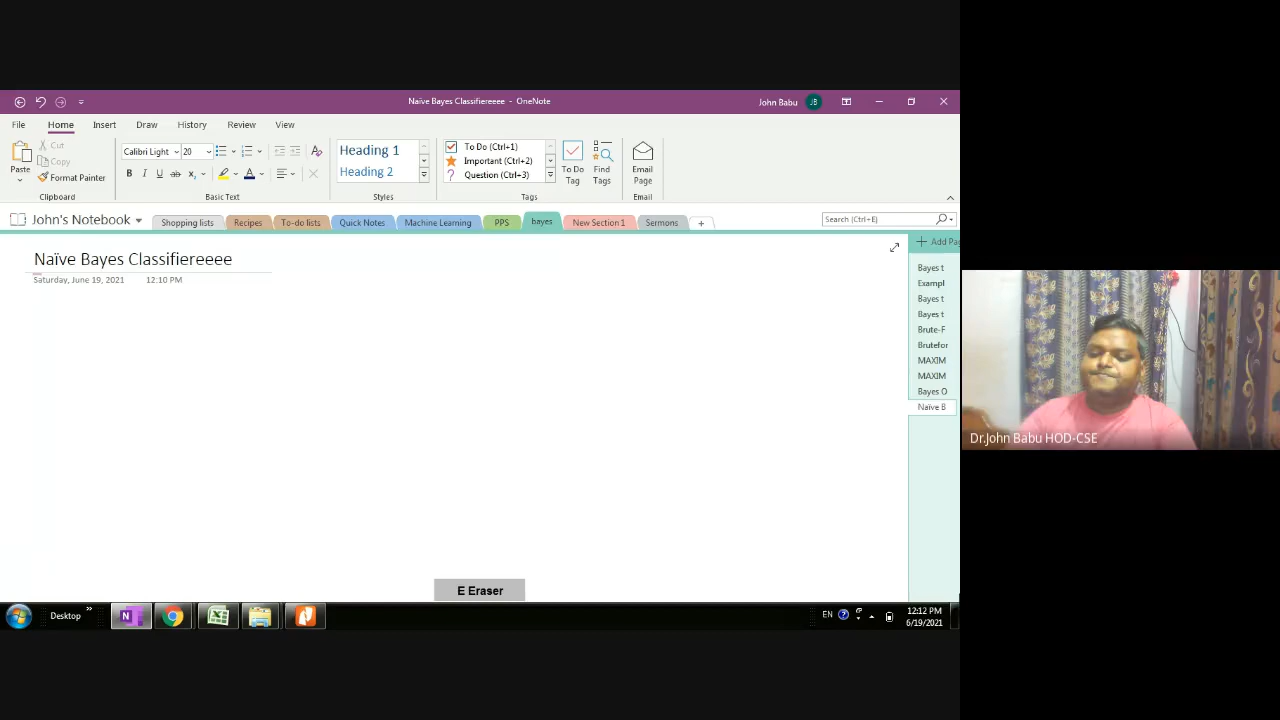 Naïve Bayes Classifiereeee - OneNote
John Babu JB
File Home Insert Draw History Review View
Paste
Cut
Copy
Format Painter
Clipboard
Calibri Light 20
B I U ab x₂ A
Basic Text
Heading 1
Heading 2
Styles
To Do (Ctrl+1)
Important (Ctrl+2)
Question (Ctrl+3)
Tags
To Do Tag
Find Tags
Email Page
Email
John's Notebook Shopping lists Recipes To-do lists Quick Notes Machine Learning PPS bayes New Section 1 Sermons +
Search (Ctrl+E)
Naïve Bayes Classifiereeee
Saturday, June 19, 2021 12:10 PM
Add Pag
Bayes t
Exampl
Bayes t
Bayes t
Brute-F
Brutefor
MAXIM
MAXIM
Bayes O
Naïve B
Dr.John Babu HOD-CSE
E Eraser
Desktop
N
EN
12:12 PM
6/19/2021